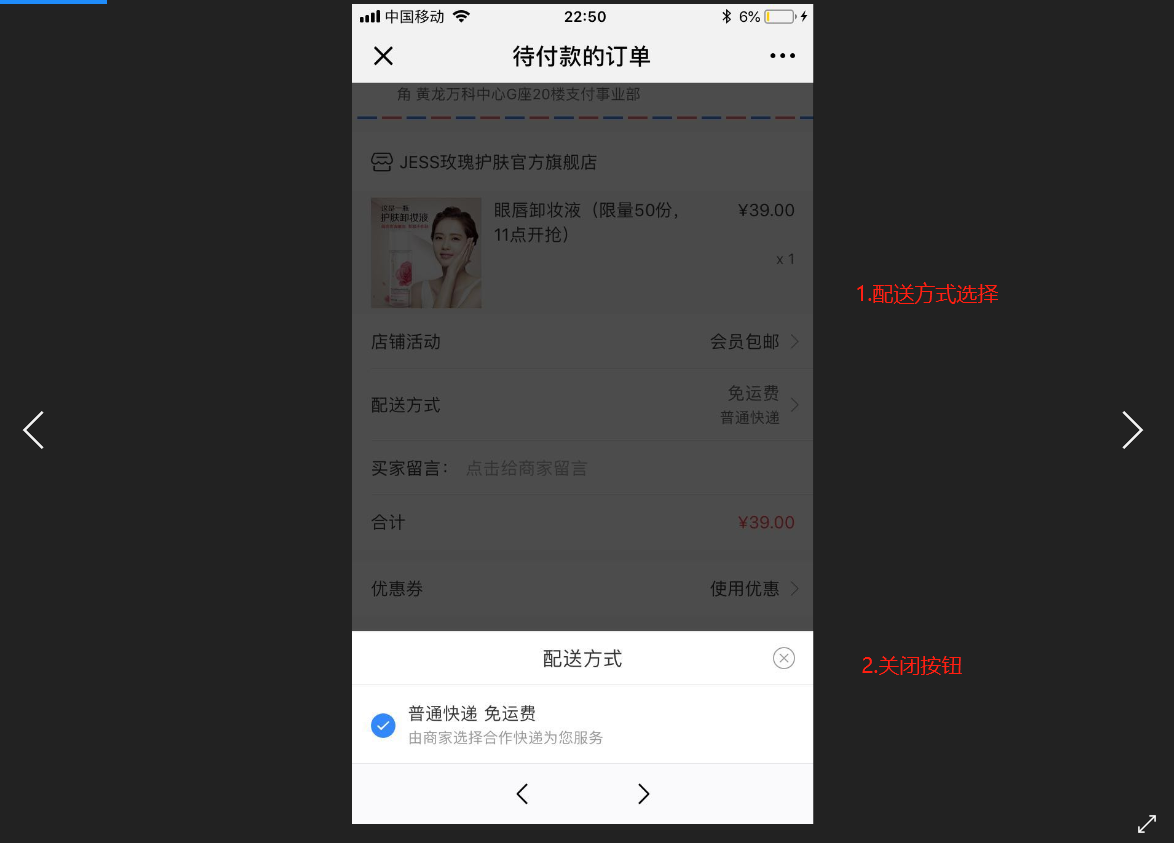 中国移动 22:50 6%
待付款的订单
角 黄龙万科中心G座20楼支付事业部
JESS玫瑰护肤官方旗舰店
这是一瓶
护肤卸妆液
眼唇卸妆液（限量50份，
11点开抢）
¥39.00
x 1
1.配送方式选择
店铺活动 会员包邮
配送方式 免运费
普通快递
买家留言： 点击给商家留言
合计 ¥39.00
优惠券 使用优惠
配送方式
2.关闭按钮
普通快递 免运费
由商家选择合作快递为您服务